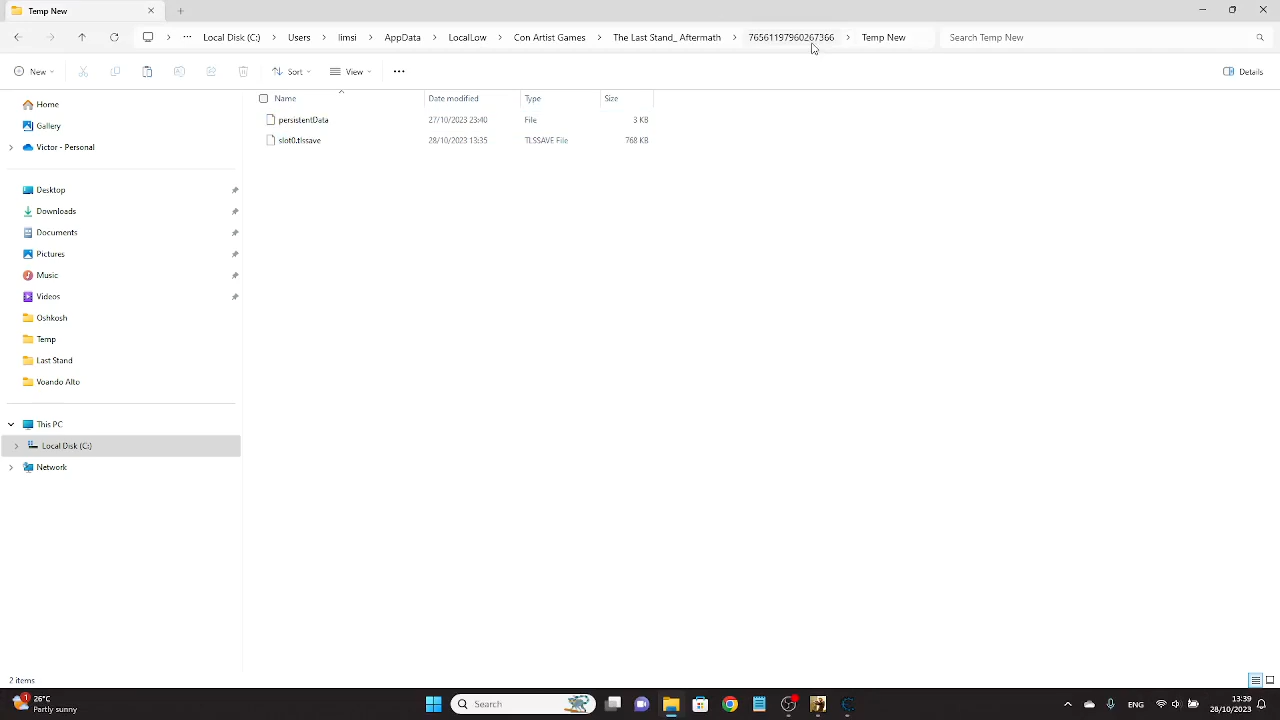 Temp New
Local Disk (C:) Users limsi AppData LocalLow Con Artist Games The Last Stand_ Aftermath 76561197960267366 Temp New Search Temp New
New Sort View Details
Name Date modified Type Size
persistentData 27/10/2023 23:40 File 3 KB
slot0.tlssave 28/10/2023 13:35 TLSSAVE File 768 KB
Home
Gallery
Victor - Personal
Desktop
Downloads
Documents
Pictures
Music
Videos
Oshkosh
Temp
Last Stand
Voando Alto
This PC
Local Disk (C:)
Network
2 items
1 26°C
Partly sunny
Search
ENG
13:39
28/10/2023